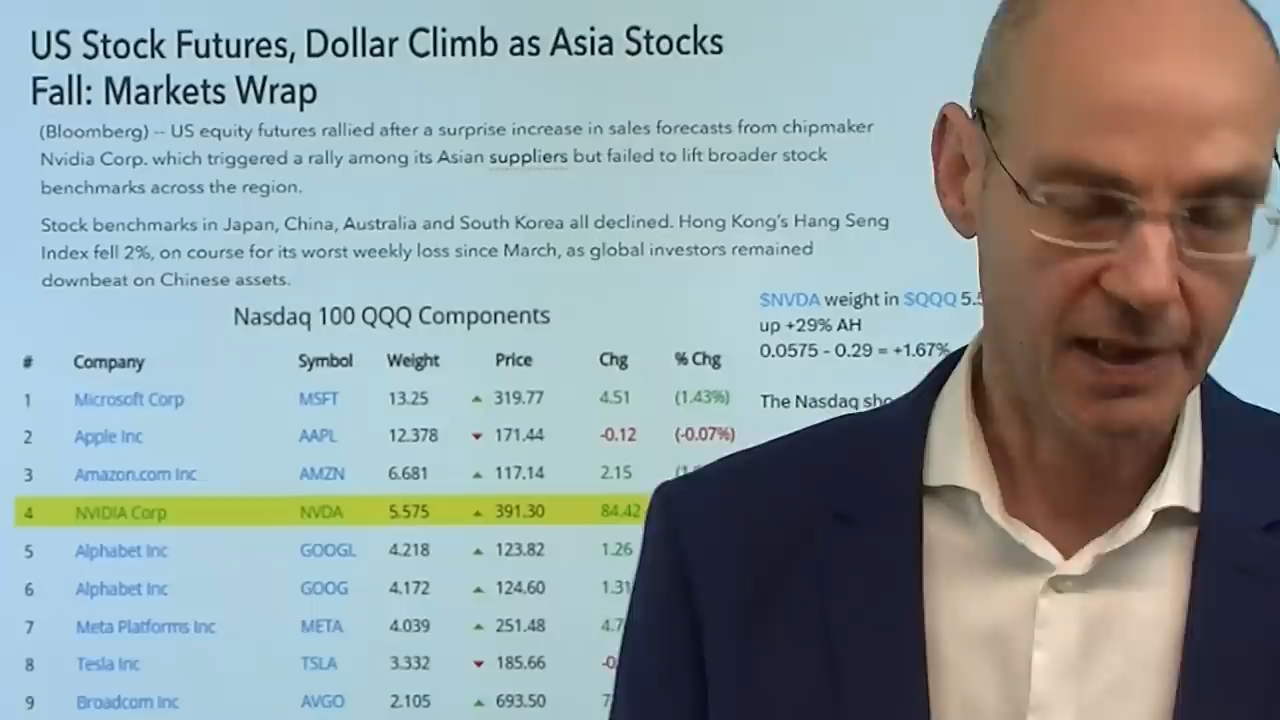 US Stock Futures, Dollar Climb as Asia Stocks
Fall: Markets Wrap
(Bloomberg) -- US equity futures rallied after a surprise increase in sales forecasts from chipmaker
Nvidia Corp. which triggered a rally among its Asian suppliers but failed to lift broader stock
benchmarks across the region.
Stock benchmarks in Japan, China, Australia and South Korea all declined. Hong Kong's Hang Seng
Index fell 2%, on course for its worst weekly loss since March, as global investors remained
downbeat on Chinese assets.
$NVDA weight in $QQQ
up +29% AH
0.0575 - 0.29 = +1.67%
The Nasdaq
Nasdaq 100 QQQ Components
# Company Symbol Weight Price Chg % Chg
1 Microsoft Corp MSFT 13.25 319.77 4.51 (1.43%)
2 Apple Inc AAPL 12.378 171.44 -0.12 (-0.07%)
3 Amazon.com Inc AMZN 6.681 117.14 2.15
4 NVIDIA Corp NVDA 5.575 391.30 84.42
5 Alphabet Inc GOOGL 4.218 123.82 1.26
6 Alphabet Inc GOOG 4.172 124.60 1.31
7 Meta Platforms Inc META 4.039 251.48
8 Tesla Inc TSLA 3.332 185.66
9 Broadcom Inc AVGO 2.105 693.50